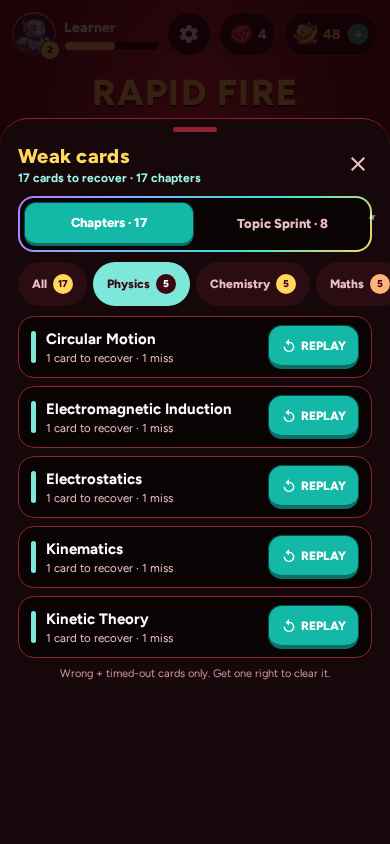 Learner
2
4
48
RAPID FIRE
Weak cards
17 cards to recover · 17 chapters
Chapters · 17
Topic Sprint · 8
All 17
Physics 5
Chemistry 5
Maths 5
Circular Motion
1 card to recover · 1 miss
REPLAY
Electromagnetic Induction
1 card to recover · 1 miss
REPLAY
Electrostatics
1 card to recover · 1 miss
REPLAY
Kinematics
1 card to recover · 1 miss
REPLAY
Kinetic Theory
1 card to recover · 1 miss
REPLAY
Wrong + timed-out cards only. Get one right to clear it.